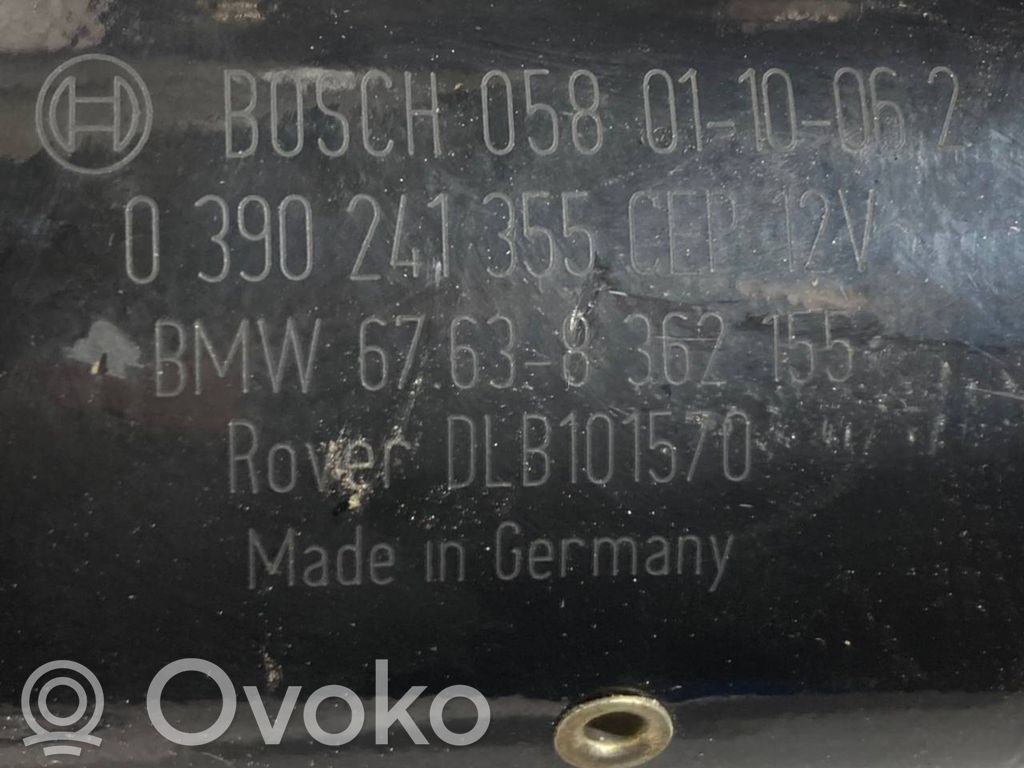 BOSCH 058 01-10-06.2
0 390 241 355 CEP 12V
BMW 67 63-8 362 155
Rover DLB101570
Made in Germany
Ovoko